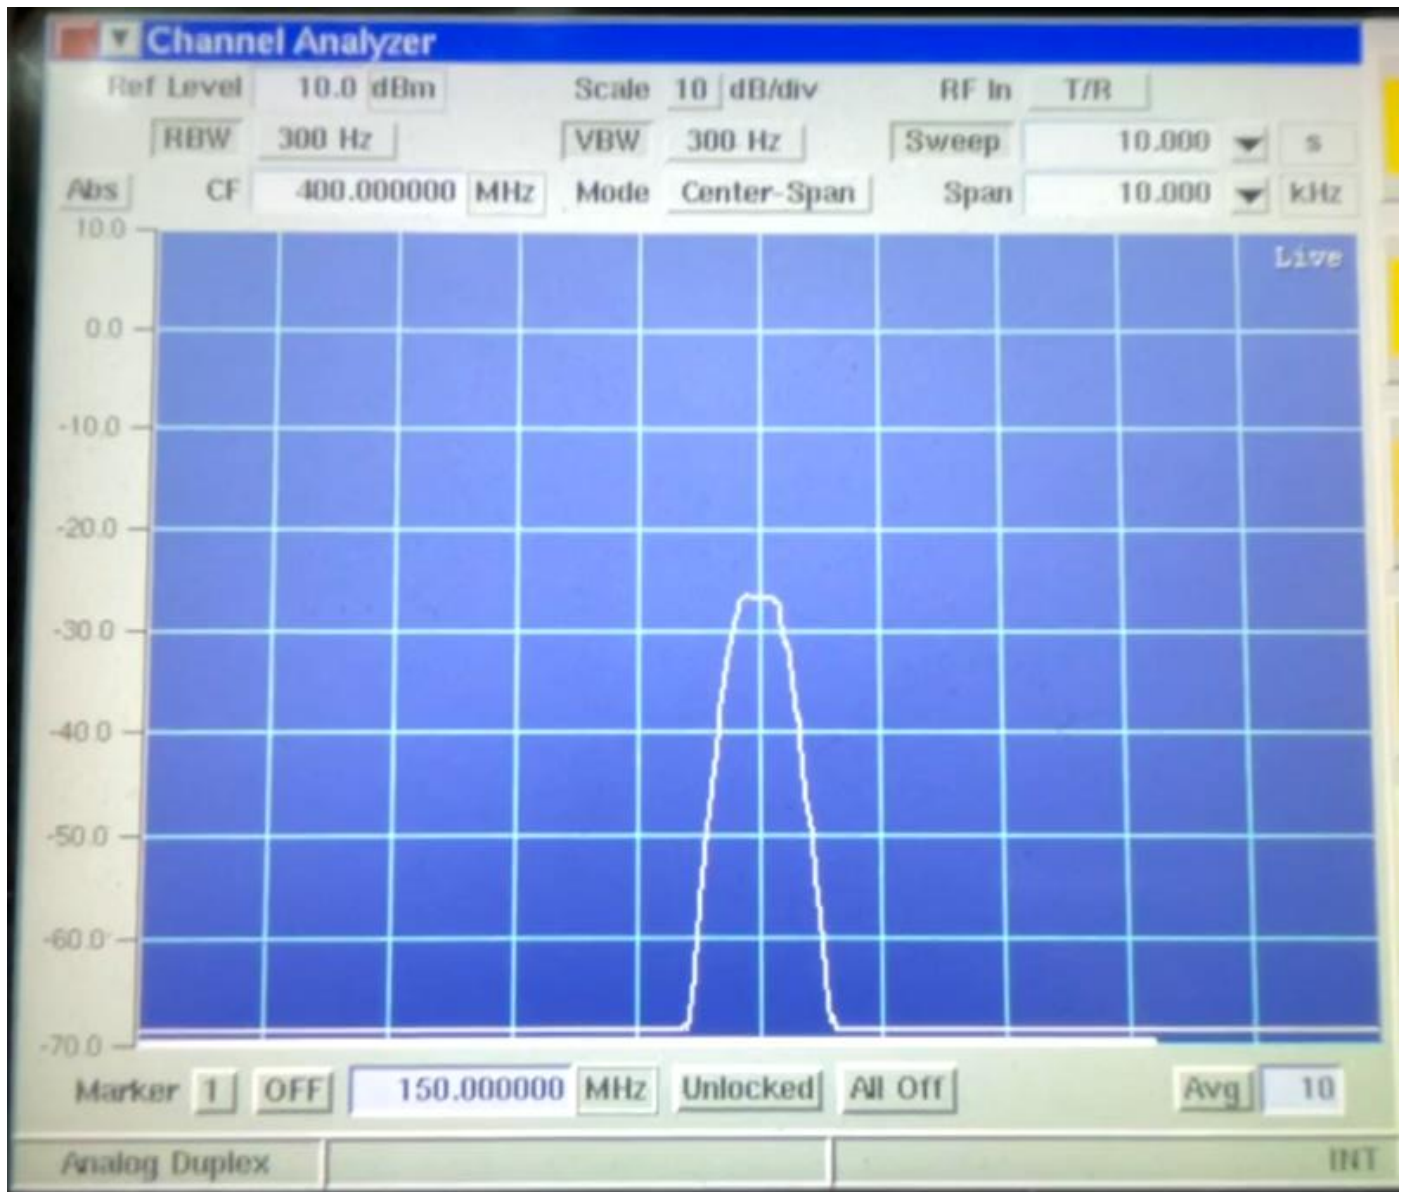 Channel Analyzer
Ref Level 10.0 dBm Scale 10 dB/div RF In T/R
RBW 300 Hz VBW 300 Hz Sweep 10.000 s
Abs CF 400.000000 MHz Mode Center-Span Span 10.000 kHz
10.0
Live
0.0
-10.0
-20.0
-30.0
-40.0
-50.0
-60.0
-70.0
Marker 1 OFF 150.000000 MHz Unlocked All Off Avg 10
Analog Duplex INT